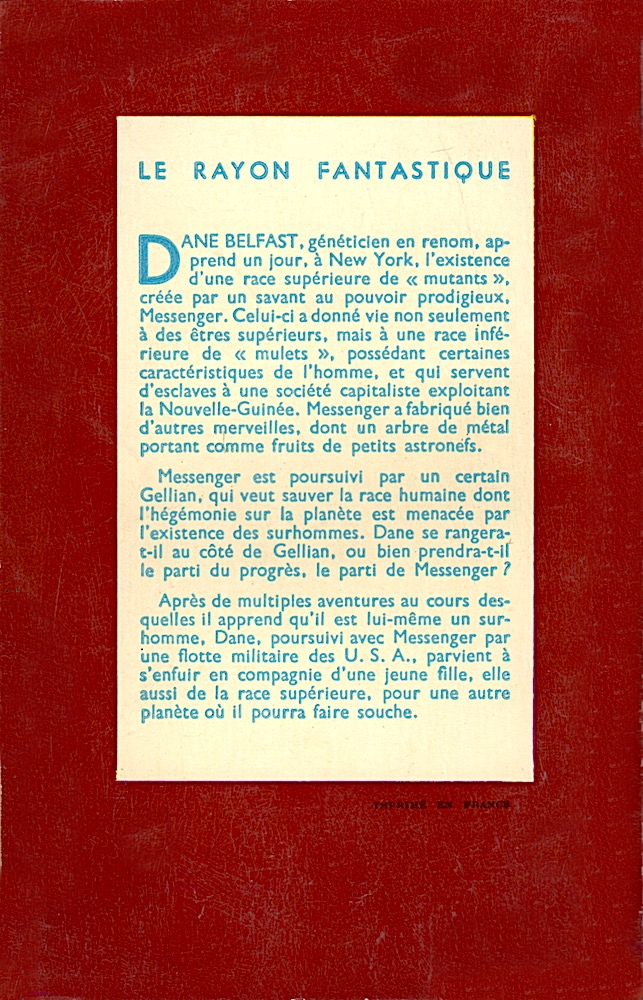 LE RAYON FANTASTIQUE
DANE BELFAST, généticien en renom, ap-
prend un jour, à New York, l'existence
d'une race supérieure de « mutants »,
créée par un savant au pouvoir prodigieux,
Messenger. Celui-ci a donné vie non seulement
à des êtres supérieurs, mais à une race infé-
rieure de « mulets », possédant certaines
caractéristiques de l'homme, et qui servent
d'esclaves à une société capitaliste exploitant
la Nouvelle-Guinée. Messenger a fabriqué bien
d'autres merveilles, dont un arbre de métal
portant comme fruits de petits astronefs.
Messenger est poursuivi par un certain
Gellian, qui veut sauver la race humaine dont
l'hégémonie sur la planète est menacée par
l'existence des surhommes. Dane se rangera-
t-il au côté de Gellian, ou bien prendra-t-il
le parti du progrès, le parti de Messenger ?
Après de multiples aventures au cours des-
quelles il apprend qu'il est lui-même un sur-
homme, Dane, poursuivi avec Messenger par
une flotte militaire des U. S. A., parvient à
s'enfuir en compagnie d'une jeune fille, elle
aussi de la race supérieure, pour une autre
planète où il pourra faire souche.
IMPRIMÉ EN FRANCE